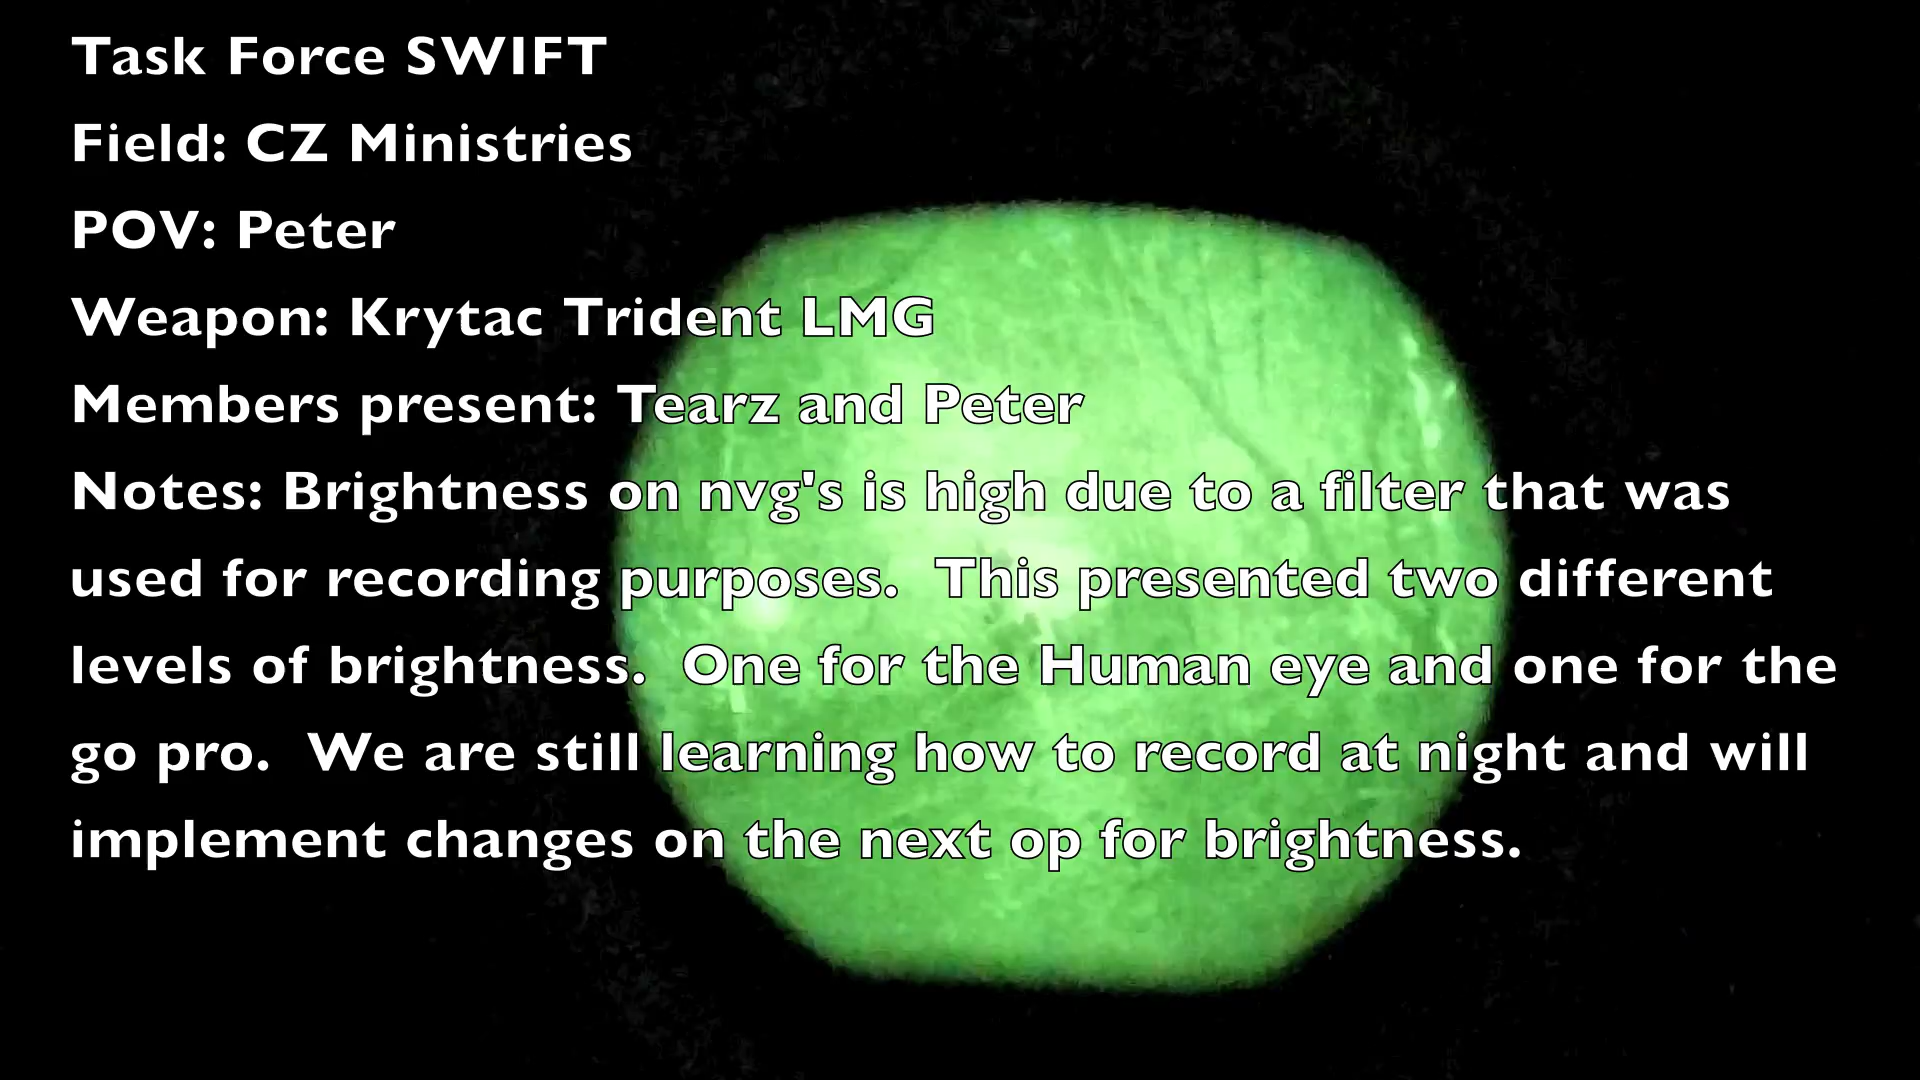 Task Force SWIFT
Field: CZ Ministries
POV: Peter
Weapon: Krytac Trident LMG
Members present: Tearz and Peter
Notes: Brightness on nvg's is high due to a filter that was
used for recording purposes.  This presented two different
levels of brightness.  One for the Human eye and one for the
go pro.  We are still learning how to record at night and will
implement changes on the next op for brightness.